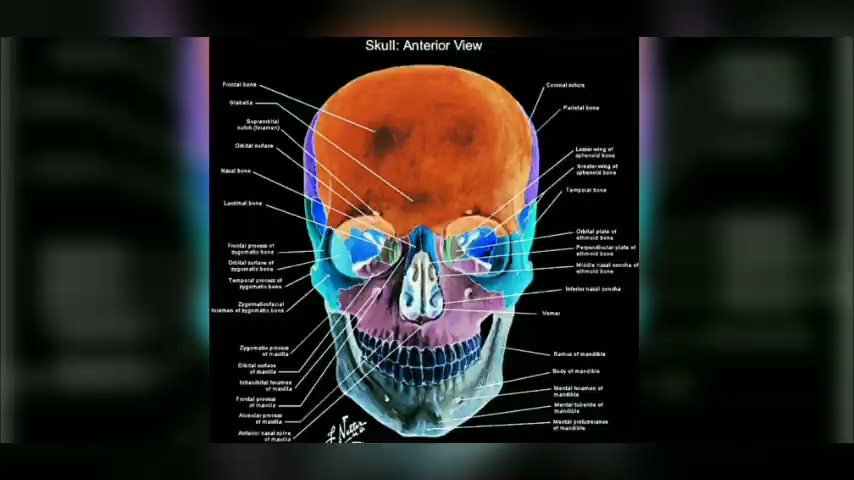 Skull: Anterior View
Frontal bone
Glabella
Supraorbital
notch (foramen)
Orbital surface
Nasal bone
Lacrimal bone
Frontal process of
zygomatic bone
Orbital surface of
zygomatic bone
Temporal process of
zygomatic bone
Zygomaticofacial
foramen of zygomatic bone
Zygomatic process
of maxilla
Orbital surface
of maxilla
Infraorbital foramen
of maxilla
Frontal process
of maxilla
Alveolar process
of maxilla
Anterior nasal spine
of maxilla
Coronal suture
Parietal bone
Lesser wing of
sphenoid bone
Greater wing of
sphenoid bone
Temporal bone
Orbital plate of
ethmoid bone
Perpendicular plate of
ethmoid bone
Middle nasal concha of
ethmoid bone
Inferior nasal concha
Vomer
Ramus of mandible
Body of mandible
Mental foramen of
mandible
Mental tubercle of
mandible
Mental protuberance
of mandible
F. Netter